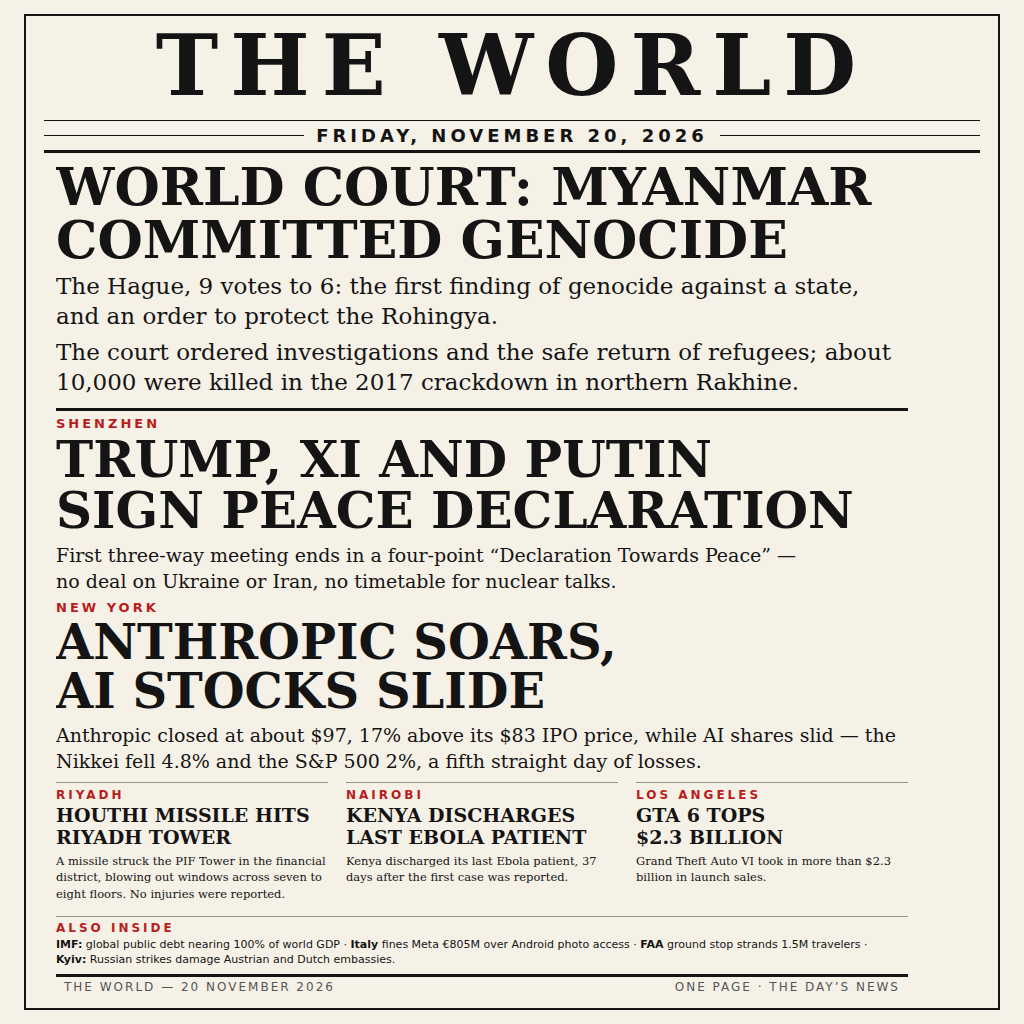 THE WORLD
FRIDAY, NOVEMBER 20, 2026
WORLD COURT: MYANMAR
COMMITTED GENOCIDE
The Hague, 9 votes to 6: the first finding of genocide against a state,
and an order to protect the Rohingya.
The court ordered investigations and the safe return of refugees; about
10,000 were killed in the 2017 crackdown in northern Rakhine.
SHENZHEN
TRUMP, XI AND PUTIN
SIGN PEACE DECLARATION
First three-way meeting ends in a four-point “Declaration Towards Peace” —
no deal on Ukraine or Iran, no timetable for nuclear talks.
NEW YORK
ANTHROPIC SOARS,
AI STOCKS SLIDE
Anthropic closed at about $97, 17% above its $83 IPO price, while AI shares slid — the
Nikkei fell 4.8% and the S&P 500 2%, a fifth straight day of losses.
RIYADH
HOUTHI MISSILE HITS
RIYADH TOWER
A missile struck the PIF Tower in the financial
district, blowing out windows across seven to
eight floors. No injuries were reported.
NAIROBI
KENYA DISCHARGES
LAST EBOLA PATIENT
Kenya discharged its last Ebola patient, 37
days after the first case was reported.
LOS ANGELES
GTA 6 TOPS
$2.3 BILLION
Grand Theft Auto VI took in more than $2.3
billion in launch sales.
ALSO INSIDE
IMF: global public debt nearing 100% of world GDP · Italy fines Meta €805M over Android photo access · FAA ground stop strands 1.5M travelers ·
Kyiv: Russian strikes damage Austrian and Dutch embassies.
THE WORLD — 20 NOVEMBER 2026
ONE PAGE · THE DAY’S NEWS